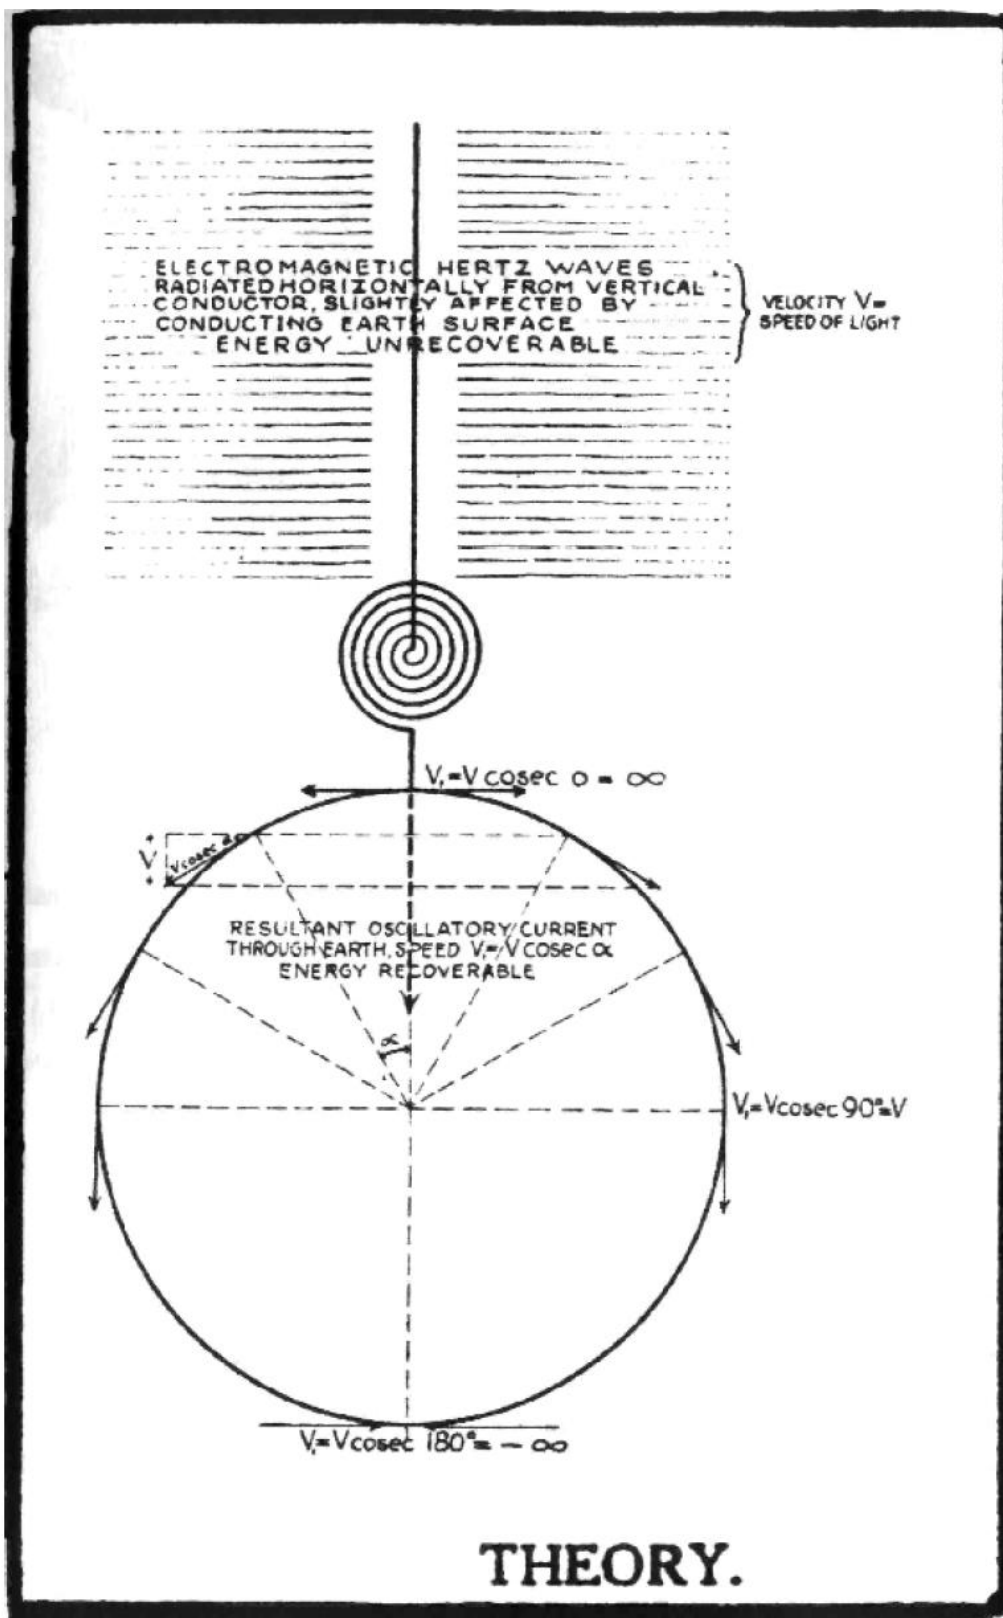 ELECTROMAGNETIC HERTZ WAVES
RADIATED HORIZONTALLY FROM VERTICAL
CONDUCTOR, SLIGHTLY AFFECTED BY
CONDUCTING EARTH SURFACE
ENERGY UNRECOVERABLE
VELOCITY V=
SPEED OF LIGHT
V₁=V cosec 0 = ∞
V
V cosec α
RESULTANT OSCILLATORY CURRENT
THROUGH EARTH, SPEED V₁=V cosec α
ENERGY RECOVERABLE
α
V₁=Vcosec 90°=V
V₁=Vcosec 180°= - ∞
THEORY.